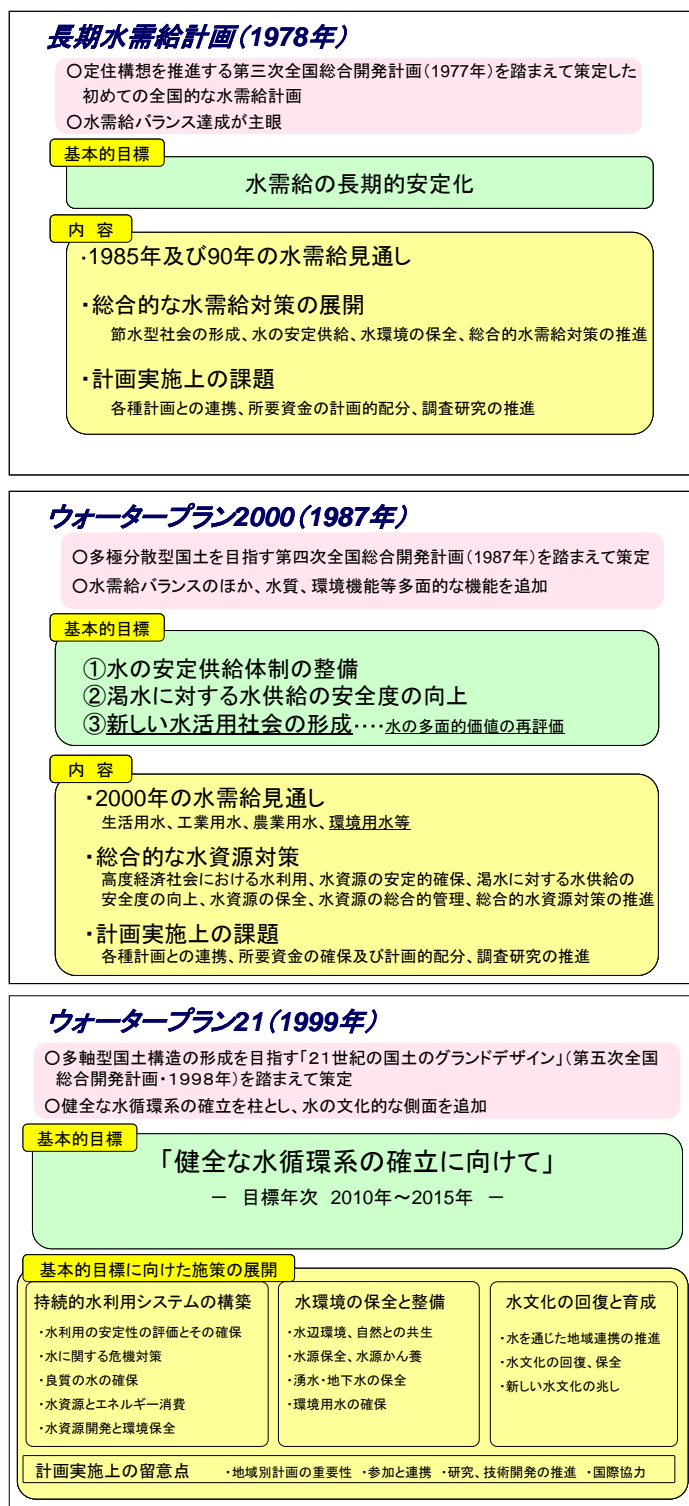 長期水需給計画(1978年)
○定住構想を推進する第三次全国総合開発計画(1977年)を踏まえて策定した
初めての全国的な水需給計画
○水需給バランス達成が主眼
基本的目標
水需給の長期的安定化
内 容
・1985年及び90年の水需給見通し
・総合的な水需給対策の展開
節水型社会の形成、水の安定供給、水環境の保全、総合的水需給対策の推進
・計画実施上の課題
各種計画との連携、所要資金の計画的配分、調査研究の推進
ウォータープラン2000(1987年)
○多極分散型国土を目指す第四次全国総合開発計画(1987年)を踏まえて策定
○水需給バランスのほか、水質、環境機能等多面的な機能を追加
基本的目標
①水の安定供給体制の整備
②渇水に対する水供給の安全度の向上
③新しい水活用社会の形成････水の多面的価値の再評価
内 容
・2000年の水需給見通し
生活用水、工業用水、農業用水、環境用水等
・総合的な水資源対策
高度経済社会における水利用、水資源の安定的確保、渇水に対する水供給の
安全度の向上、水資源の保全、水資源の総合的管理、総合的水資源対策の推進
・計画実施上の課題
各種計画との連携、所要資金の確保及び計画的配分、調査研究の推進
ウォータープラン21(1999年)
○多軸型国土構造の形成を目指す「21世紀の国土のグランドデザイン」(第五次全国
総合開発計画・1998年)を踏まえて策定
○健全な水循環系の確立を柱とし、水の文化的な側面を追加
基本的目標
「健全な水循環系の確立に向けて」
－ 目標年次 2010年～2015年 －
基本的目標に向けた施策の展開
持続的水利用システムの構築
・水利用の安定性の評価とその確保
・水に関する危機対策
・良質の水の確保
・水資源とエネルギー消費
・水資源開発と環境保全
水環境の保全と整備
・水辺環境、自然との共生
・水源保全、水源かん養
・湧水・地下水の保全
・環境用水の確保
水文化の回復と育成
・水を通じた地域連携の推進
・水文化の回復、保全
・新しい水文化の兆し
計画実施上の留意点 ・地域別計画の重要性 ・参加と連携 ・研究、技術開発の推進 ・国際協力